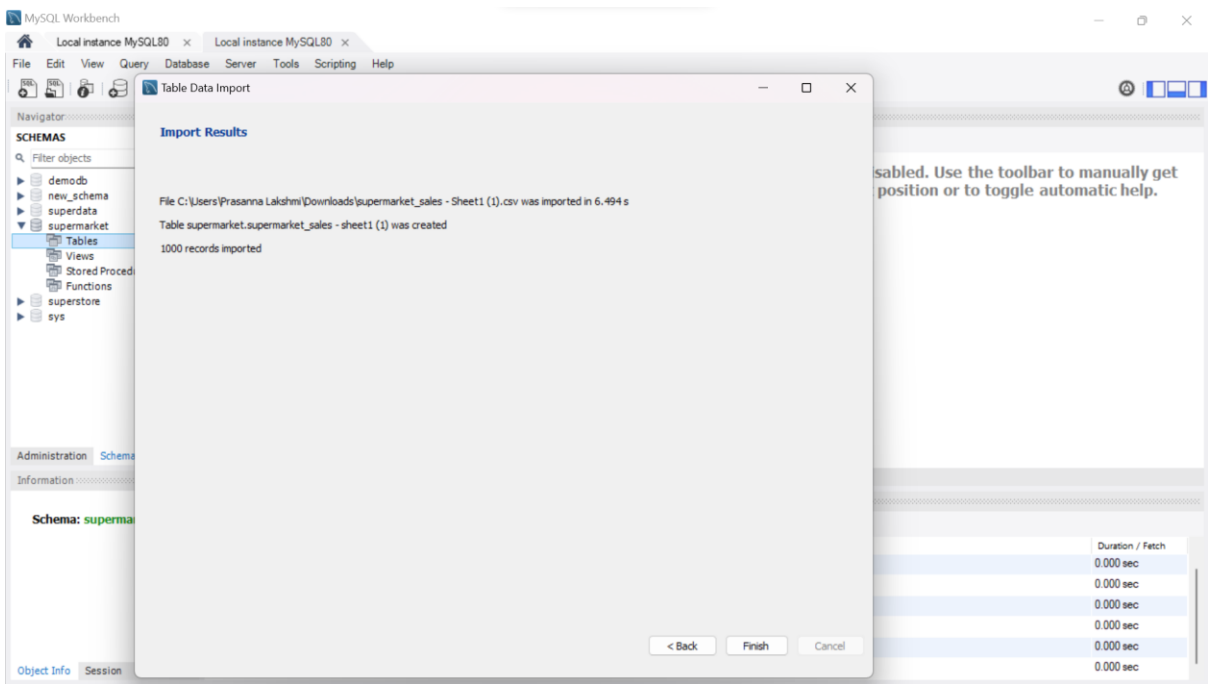 MySQL Workbench
Local instance MySQL80 × Local instance MySQL80 ×
File Edit View Query Database Server Tools Scripting Help
Table Data Import
Navigator
SCHEMAS
Filter objects
demodb
new_schema
superdata
supermarket
Tables
Views
Stored Proced
Functions
superstore
sys
Administration Schema
Information
Schema: supermar
Object Info Session
Import Results
File C:\Users\Prasanna Lakshmi\Downloads\supermarket_sales - Sheet1 (1).csv was imported in 6.494 s
Table supermarket.supermarket_sales - sheet1 (1) was created
1000 records imported
< Back Finish Cancel
sabled. Use the toolbar to manually get
position or to toggle automatic help.
Duration / Fetch
0.000 sec
0.000 sec
0.000 sec
0.000 sec
0.000 sec
0.000 sec